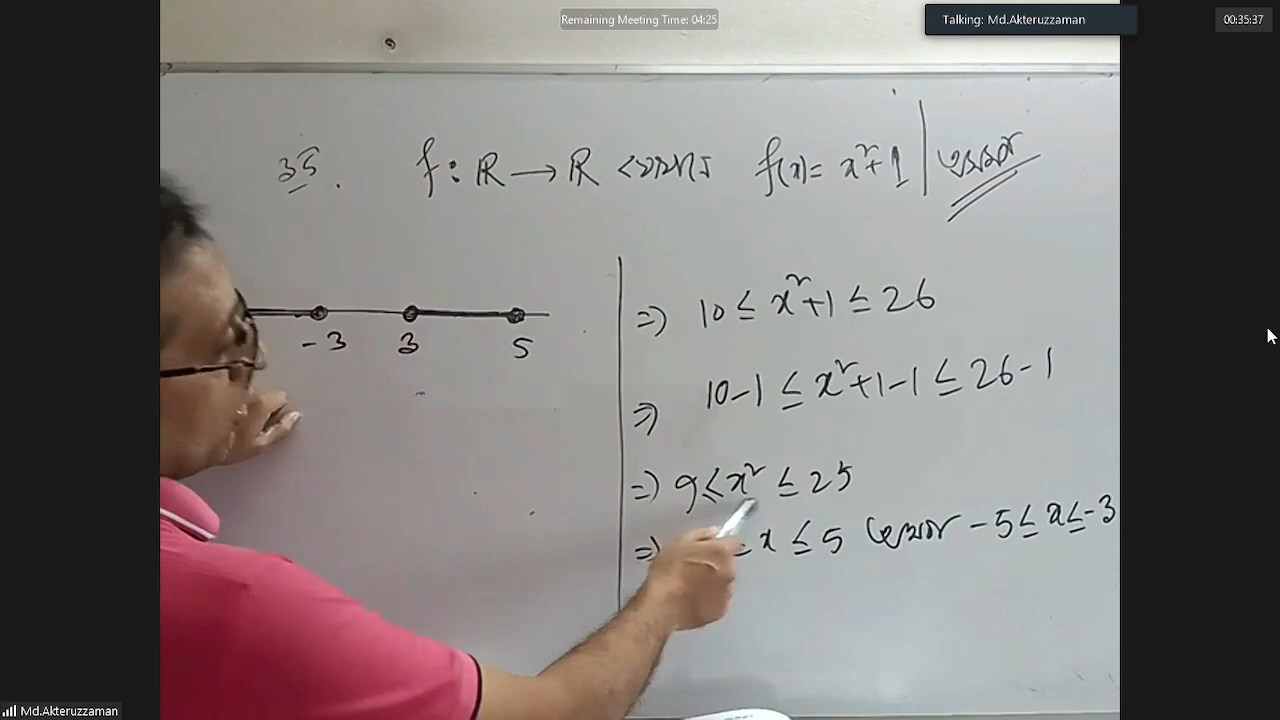 Remaining Meeting Time: 04:25
Talking: Md.Akteruzzaman
00:35:37
35. f : ℝ → ℝ f(x) = x²+1 | অথবা
-3 3 5
=> 10 ≤ x²+1 ≤ 26
=> 10-1 ≤ x²+1-1 ≤ 26-1
=> 9 ≤ x² ≤ 25
=> x ≤ 5 অথবা -5 ≤ x ≤ -3
Md.Akteruzzaman